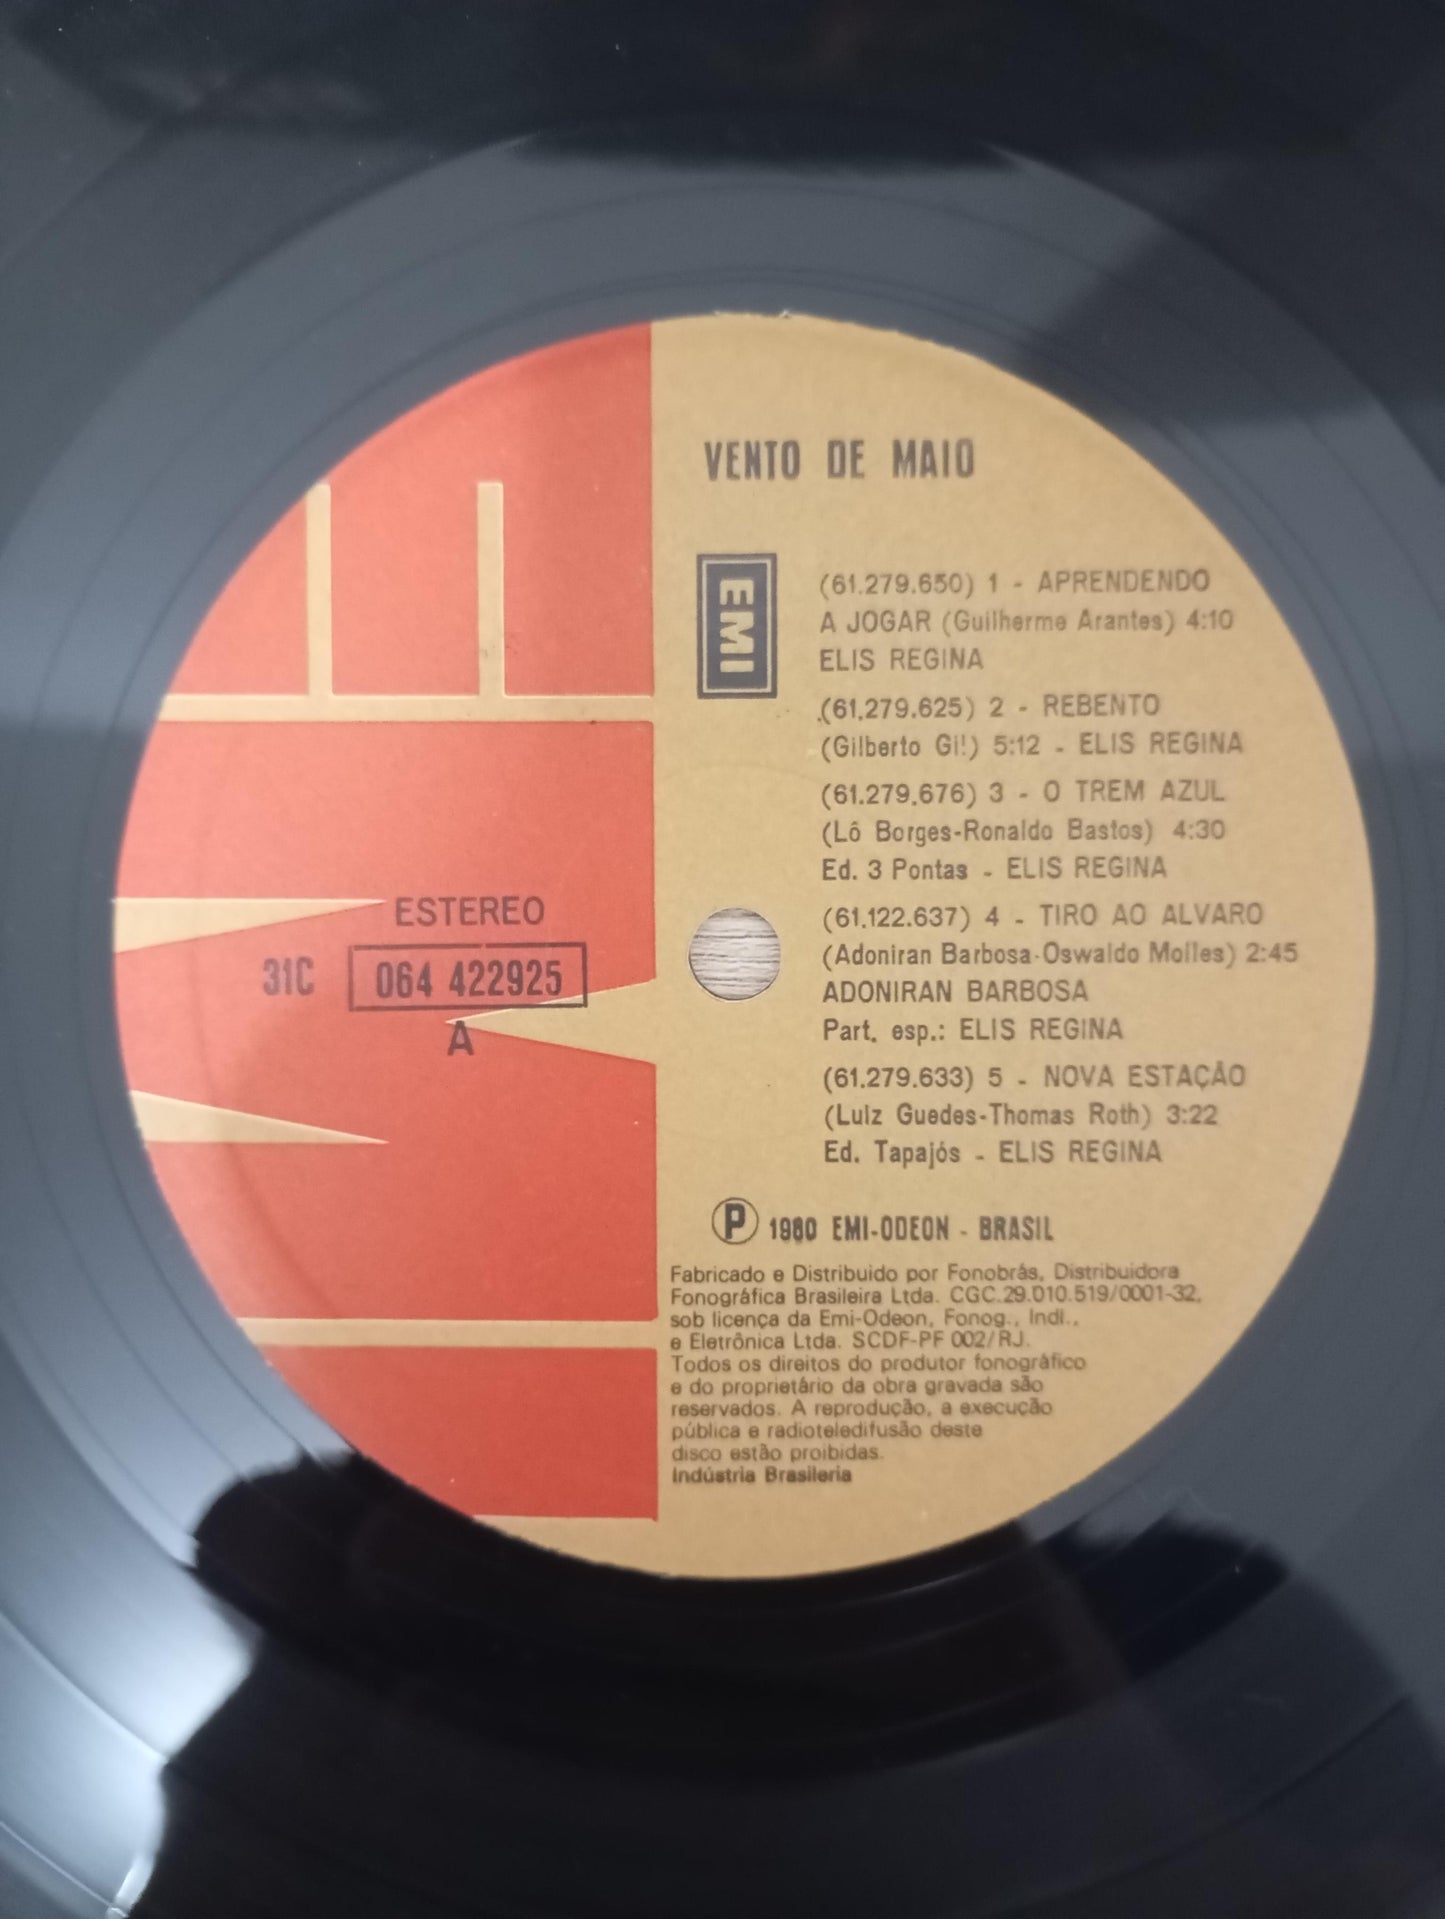 VENTO DE MAIO
EMI
(61.279.650) 1 - APRENDENDO
A JOGAR (Guilherme Arantes) 4:10
ELIS REGINA
(61.279.625) 2 - REBENTO
(Gilberto Gil) 5:12 - ELIS REGINA
(61.279.676) 3 - O TREM AZUL
(Lô Borges-Ronaldo Bastos) 4:30
Ed. 3 Pontas - ELIS REGINA
(61.122.637) 4 - TIRO AO ALVARO
(Adoniran Barbosa-Oswaldo Molles) 2:45
ADONIRAN BARBOSA
Part. esp.: ELIS REGINA
(61.279.633) 5 - NOVA ESTAÇÃO
(Luiz Guedes-Thomas Roth) 3:22
Ed. Tapajós - ELIS REGINA
ESTEREO
31C 064 422925
A
Ⓟ 1980 EMI-ODEON - BRASIL
Fabricado e Distribuido por Fonobrás, Distribuidora
Fonográfica Brasileira Ltda. CGC.29.010.519/0001-32,
sob licença da Emi-Odeon, Fonog., Indl.,
e Eletrônica Ltda. SCDF-PF 002/RJ.
Todos os direitos do produtor fonográfico
e do proprietário da obra gravada são
reservados. A reprodução, a execução
pública e radioteledifusão deste
disco estão proibidas.
Indústria Brasileria